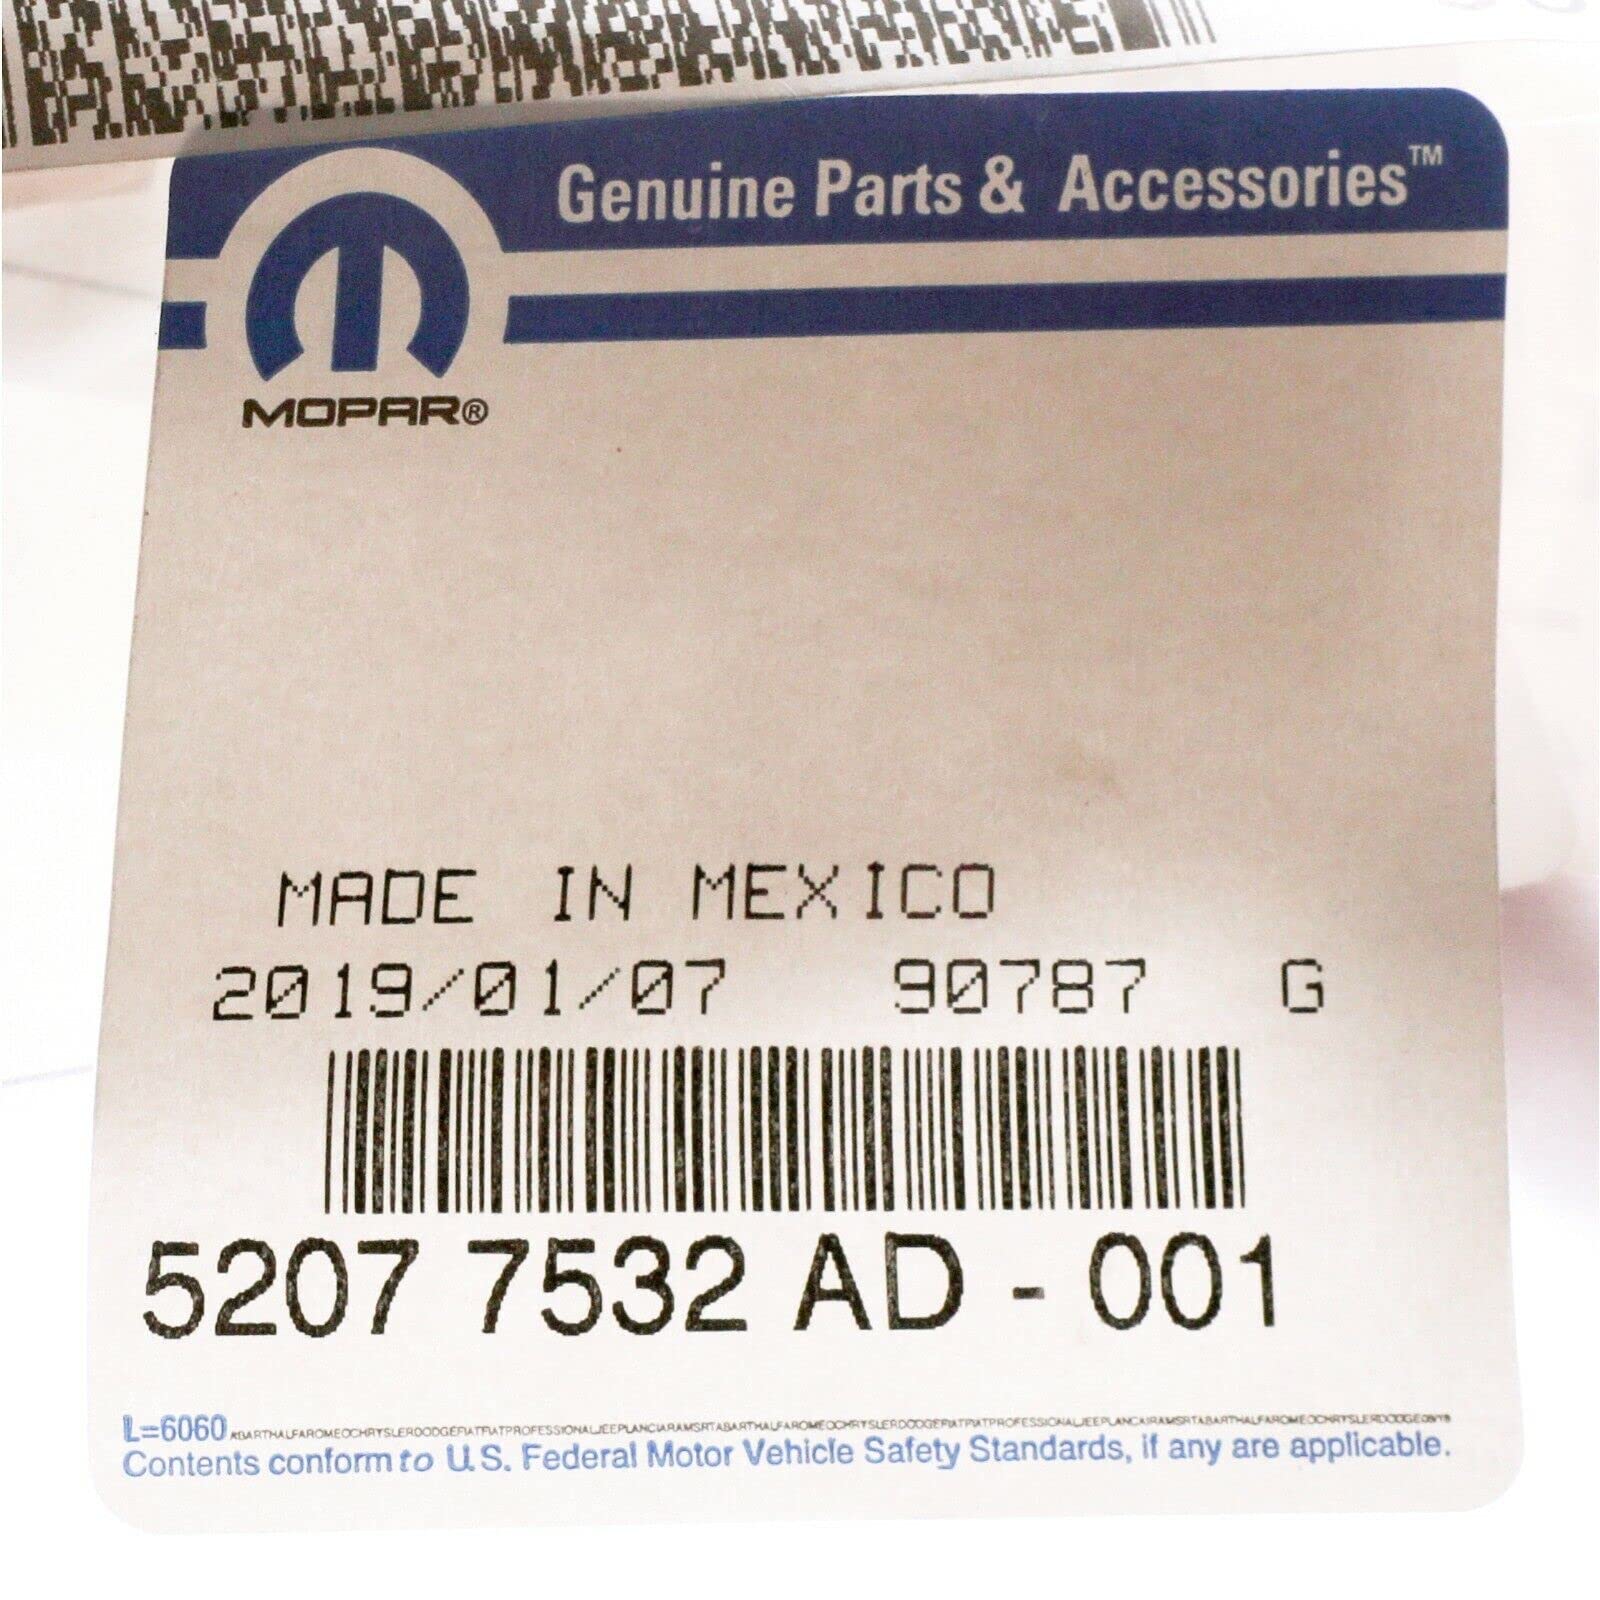 Genuine Parts & Accessories™
MOPAR®
MADE IN MEXICO
2019/01/07 90787 G
5207 7532 AD - 001
L=6060
Contents conform to U.S. Federal Motor Vehicle Safety Standards, if any are applicable.